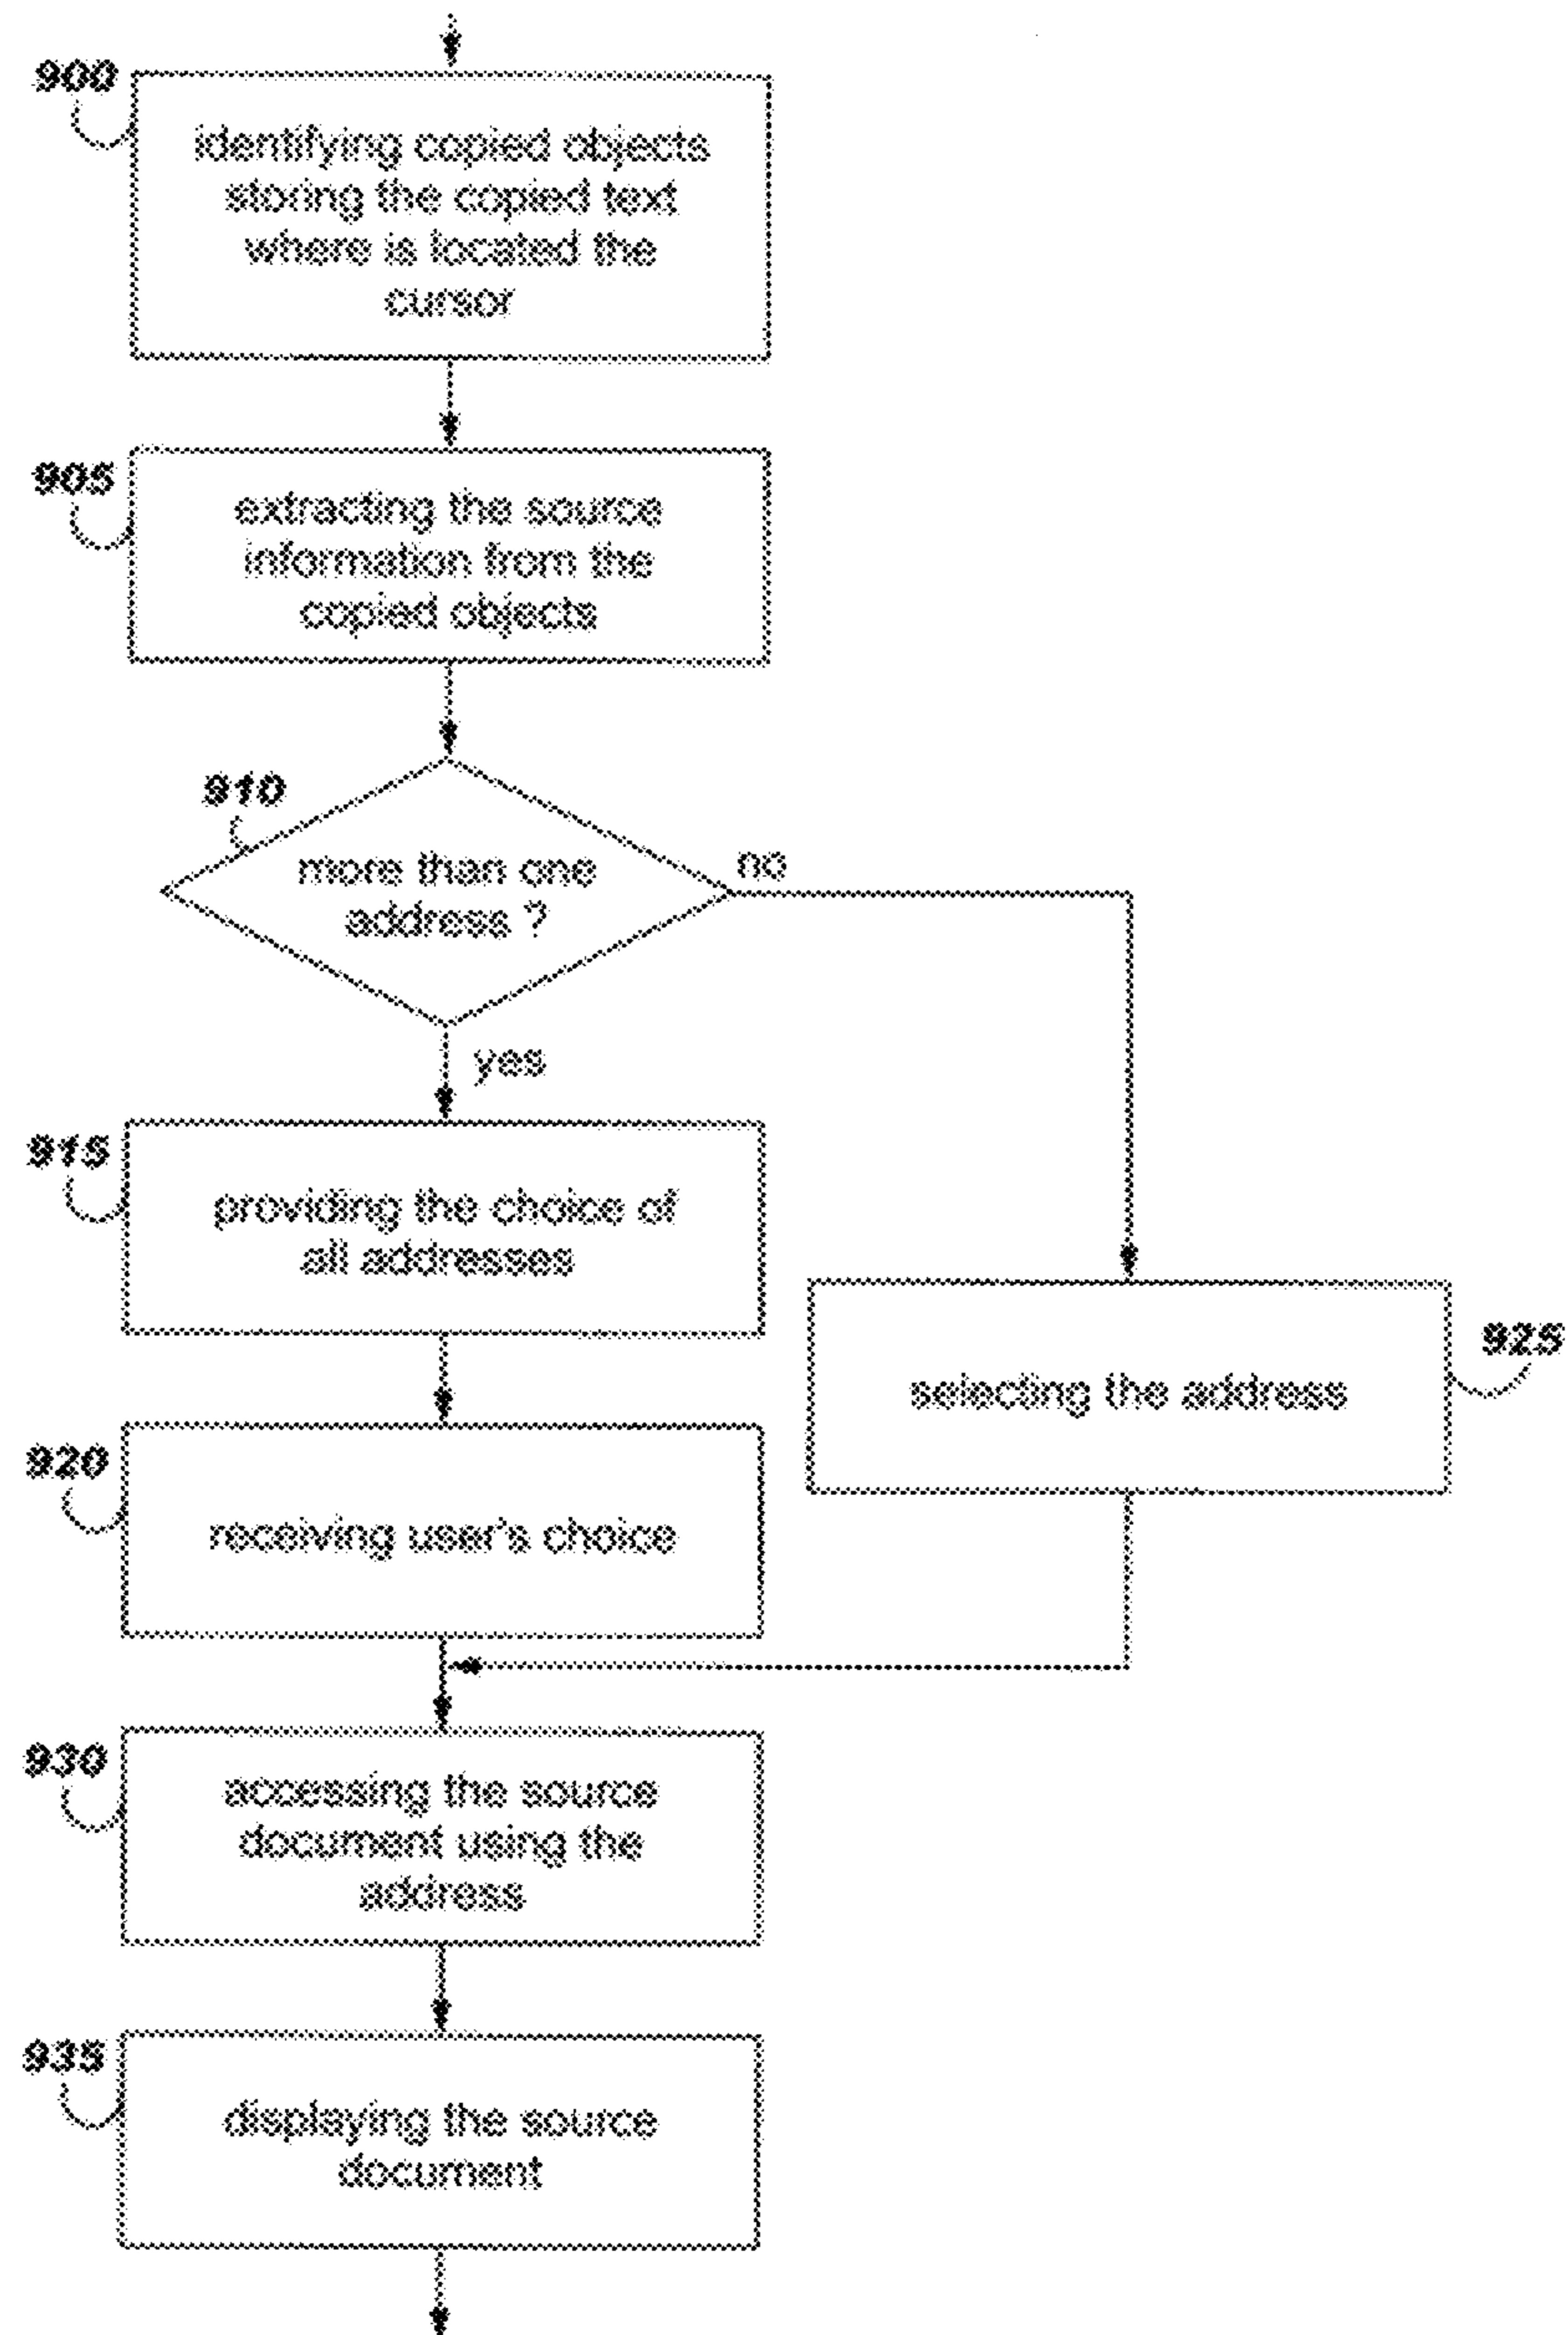 900
identifying copied objects
storing the copied text
where is located the
cursor
905
extracting the source
information from the
copied objects
910
more than one
address ?
no
yes
915
providing the choice of
all addresses
925
selecting the address
920
receiving user's choice
930
accessing the source
document using the
address
935
displaying the source
document